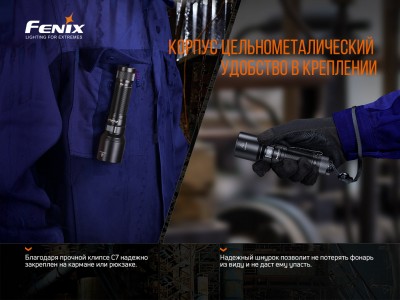 FENIX
LIGHTING FOR EXTREMES
КОРПУС ЦЕЛЬНОМЕТАЛИЧЕСКИЙ
УДОБСТВО В КРЕПЛЕНИИ
Благодаря прочной клипсе C7 надежно
закреплен на кармане или рюкзаке.
Надежный шнурок позволит не потерять фонарь
из виду и не даст ему упасть.